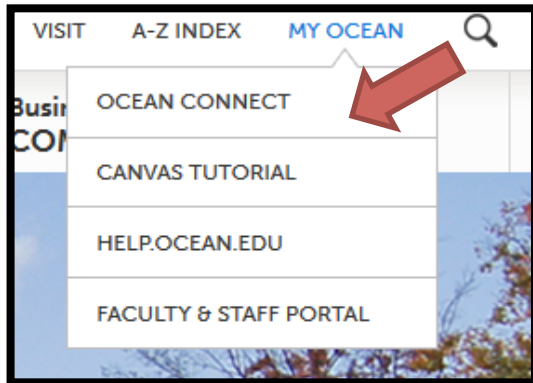 VISIT A-Z INDEX MY OCEAN
OCEAN CONNECT
CANVAS TUTORIAL
HELP.OCEAN.EDU
FACULTY & STAFF PORTAL